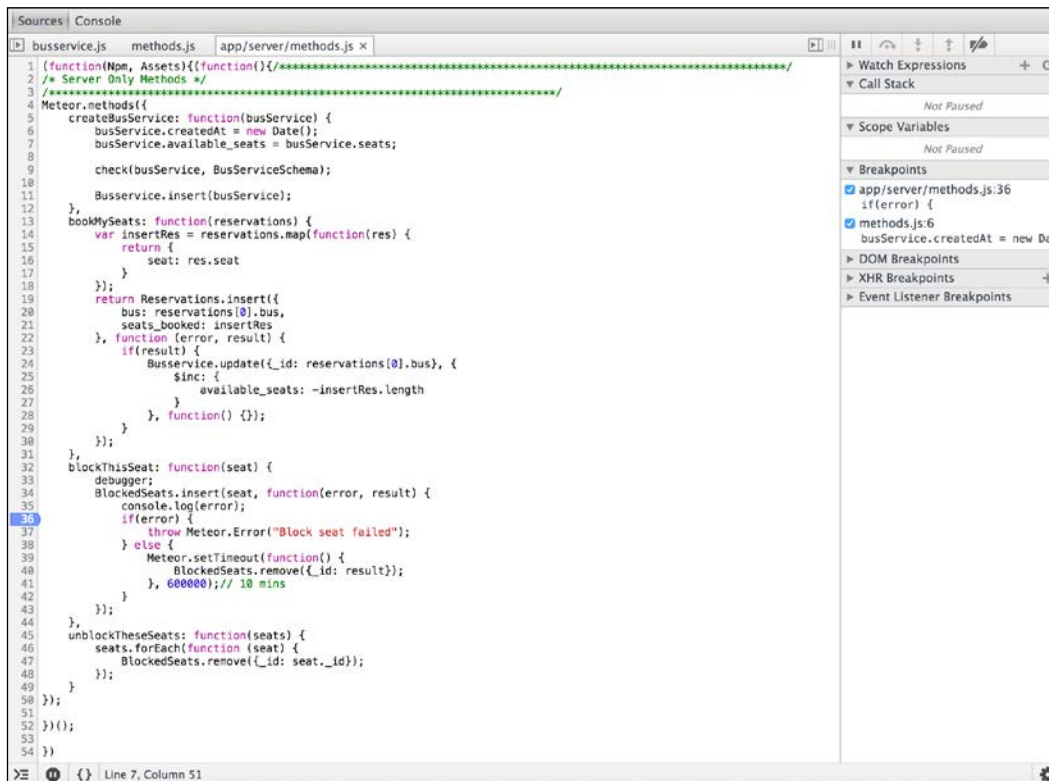 Sources Console
busservice.js methods.js app/server/methods.js ×
1 (function(Npm, Assets){(function(){/******************************************************************************/
2 /* Server Only Methods */
3 /******************************************************************************/
4 Meteor.methods({
5     createBusService: function(busService) {
6         busService.createdAt = new Date();
7         busService.available_seats = busService.seats;
8
9         check(busService, BusServiceSchema);
10
11         Busservice.insert(busService);
12     },
13     bookMySeats: function(reservations) {
14         var insertRes = reservations.map(function(res) {
15             return {
16                 seat: res.seat
17             }
18         });
19         return Reservations.insert({
20             bus: reservations[0].bus,
21             seats_booked: insertRes
22         }, function (error, result) {
23             if(result) {
24                 Busservice.update({_id: reservations[0].bus}, {
25                     $inc: {
26                         available_seats: -insertRes.length
27                     }
28                 }, function() {});
29             }
30         });
31     },
32     blockThisSeat: function(seat) {
33         debugger;
34         BlockedSeats.insert(seat, function(error, result) {
35             console.log(error);
36             if(error) {
37                 throw Meteor.Error("Block seat failed");
38             } else {
39                 Meteor.setTimeout(function() {
40                     BlockedSeats.remove({_id: result});
41                 }, 600000);// 10 mins
42             }
43         });
44     },
45     unblockTheseSeats: function(seats) {
46         seats.forEach(function (seat) {
47             BlockedSeats.remove({_id: seat._id});
48         });
49     }
50 });
51
52 })();
53
54 })
{} Line 7, Column 51
Watch Expressions + C
Call Stack
Not Paused
Scope Variables
Not Paused
Breakpoints
app/server/methods.js:36
if(error) {
methods.js:6
busService.createdAt = new Da
DOM Breakpoints
XHR Breakpoints +
Event Listener Breakpoints